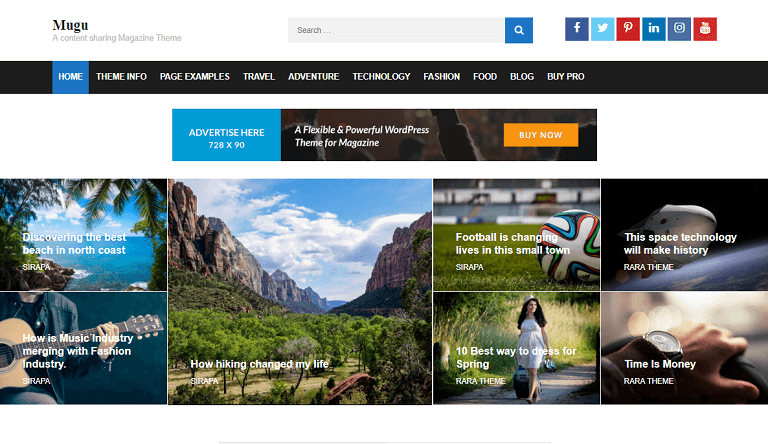 Mugu
A content sharing Magazine Theme
Search …
HOME THEME INFO PAGE EXAMPLES TRAVEL ADVENTURE TECHNOLOGY FASHION FOOD BLOG BUY PRO
ADVERTISE HERE
728 X 90
A Flexible & Powerful WordPress
Theme for Magazine
BUY NOW
Discovering the best
beach in north coast
SIRAPA
How is Music Industry
merging with Fashion
Industry.
SIRAPA
How hiking changed my life
SIRAPA
Football is changing
lives in this small town
SIRAPA
This space technology
will make history
RARA THEME
10 Best way to dress for
Spring
RARA THEME
Time Is Money
RARA THEME